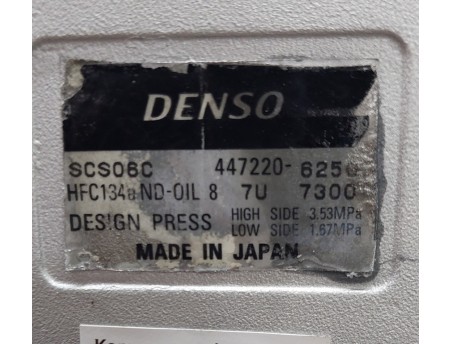 DENSO
SCS06C 447220-6250
HFC134a ND-OIL 8 7U 7300
DESIGN PRESS HIGH SIDE 3.53MPa
LOW SIDE 1.67MPa
MADE IN JAPAN